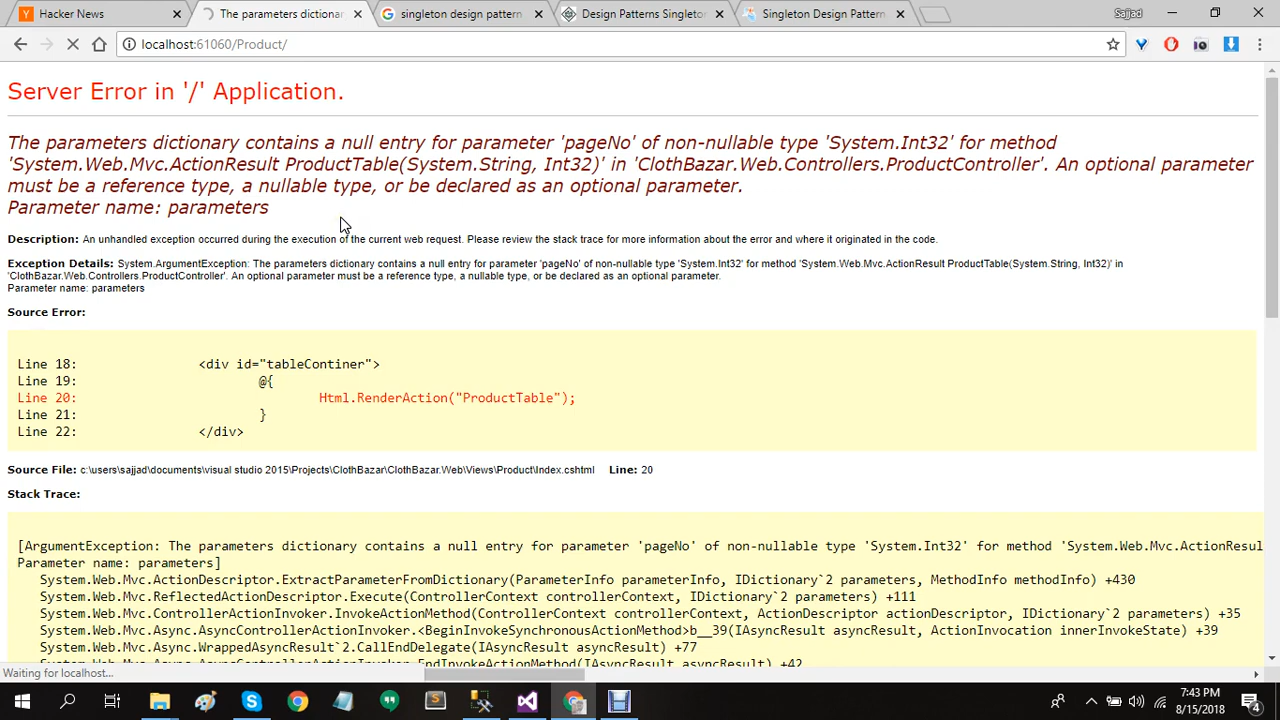 Hacker News
The parameters dictionar
singleton design pattern
Design Patterns Singleton
Singleton Design Pattern
Sajjad
localhost:61060/Product/
Server Error in '/' Application.
The parameters dictionary contains a null entry for parameter 'pageNo' of non-nullable type 'System.Int32' for method
'System.Web.Mvc.ActionResult ProductTable(System.String, Int32)' in 'ClothBazar.Web.Controllers.ProductController'. An optional parameter
must be a reference type, a nullable type, or be declared as an optional parameter.
Parameter name: parameters
Description: An unhandled exception occurred during the execution of the current web request. Please review the stack trace for more information about the error and where it originated in the code.
Exception Details: System.ArgumentException: The parameters dictionary contains a null entry for parameter 'pageNo' of non-nullable type 'System.Int32' for method 'System.Web.Mvc.ActionResult ProductTable(System.String, Int32)' in
'ClothBazar.Web.Controllers.ProductController'. An optional parameter must be a reference type, a nullable type, or be declared as an optional parameter.
Parameter name: parameters
Source Error:
Line 18: <div id="tableContiner">
Line 19: @{
Line 20: Html.RenderAction("ProductTable");
Line 21: }
Line 22: </div>
Source File: c:\users\sajjad\documents\visual studio 2015\Projects\ClothBazar\ClothBazar.Web\Views\Product\Index.cshtml Line: 20
Stack Trace:
[ArgumentException: The parameters dictionary contains a null entry for parameter 'pageNo' of non-nullable type 'System.Int32' for method 'System.Web.Mvc.ActionResul
Parameter name: parameters]
System.Web.Mvc.ActionDescriptor.ExtractParameterFromDictionary(ParameterInfo parameterInfo, IDictionary`2 parameters, MethodInfo methodInfo) +430
System.Web.Mvc.ReflectedActionDescriptor.Execute(ControllerContext controllerContext, IDictionary`2 parameters) +111
System.Web.Mvc.ControllerActionInvoker.InvokeActionMethod(ControllerContext controllerContext, ActionDescriptor actionDescriptor, IDictionary`2 parameters) +35
System.Web.Mvc.Async.AsyncControllerActionInvoker.<BeginInvokeSynchronousActionMethod>b__39(IAsyncResult asyncResult, ActionInvocation innerInvokeState) +39
System.Web.Mvc.Async.WrappedAsyncResult`2.CallEndDelegate(IAsyncResult asyncResult) +77
System.Web.Mvc.Async.AsyncControllerActionInvoker.EndInvokeActionMethod(IAsyncResult asyncResult) +42
Waiting for localhost...
7:43 PM
8/15/2018
4